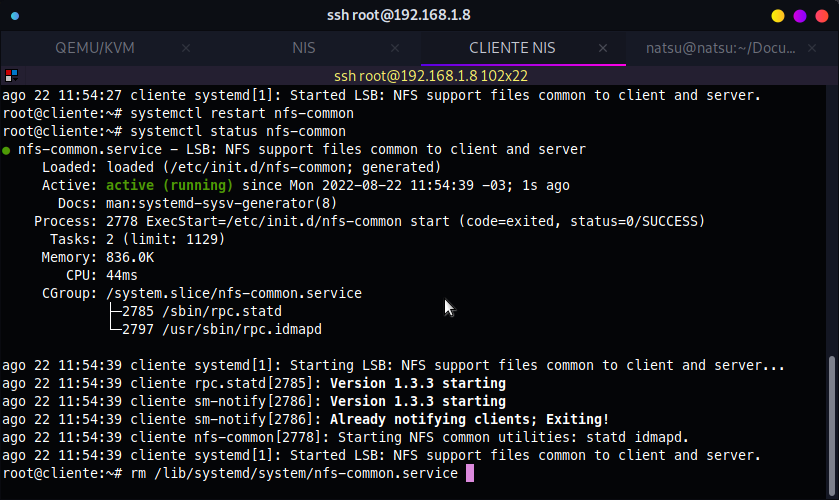 ssh root@192.168.1.8
QEMU/KVM × NIS × CLIENTE NIS × natsu@natsu:~/Docu... ×
ssh root@192.168.1.8 102x22
ago 22 11:54:27 cliente systemd[1]: Started LSB: NFS support files common to client and server.
root@cliente:~# systemctl restart nfs-common
root@cliente:~# systemctl status nfs-common
● nfs-common.service - LSB: NFS support files common to client and server
     Loaded: loaded (/etc/init.d/nfs-common; generated)
     Active: active (running) since Mon 2022-08-22 11:54:39 -03; 1s ago
       Docs: man:systemd-sysv-generator(8)
    Process: 2778 ExecStart=/etc/init.d/nfs-common start (code=exited, status=0/SUCCESS)
      Tasks: 2 (limit: 1129)
     Memory: 836.0K
        CPU: 44ms
     CGroup: /system.slice/nfs-common.service
             ├─2785 /sbin/rpc.statd
             └─2797 /usr/sbin/rpc.idmapd
ago 22 11:54:39 cliente systemd[1]: Starting LSB: NFS support files common to client and server...
ago 22 11:54:39 cliente rpc.statd[2785]: Version 1.3.3 starting
ago 22 11:54:39 cliente sm-notify[2786]: Version 1.3.3 starting
ago 22 11:54:39 cliente sm-notify[2786]: Already notifying clients; Exiting!
ago 22 11:54:39 cliente nfs-common[2778]: Starting NFS common utilities: statd idmapd.
ago 22 11:54:39 cliente systemd[1]: Started LSB: NFS support files common to client and server.
root@cliente:~# rm /lib/systemd/system/nfs-common.service